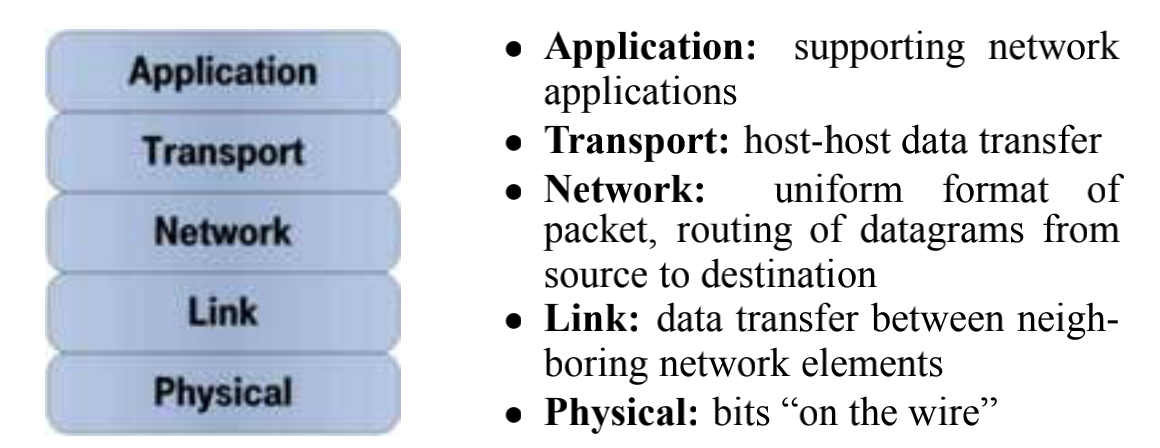 Application
Transport
Network
Link
Physical
• Application: supporting network
applications
• Transport: host-host data transfer
• Network: uniform format of
packet, routing of datagrams from
source to destination
• Link: data transfer between neigh-
boring network elements
• Physical: bits “on the wire”